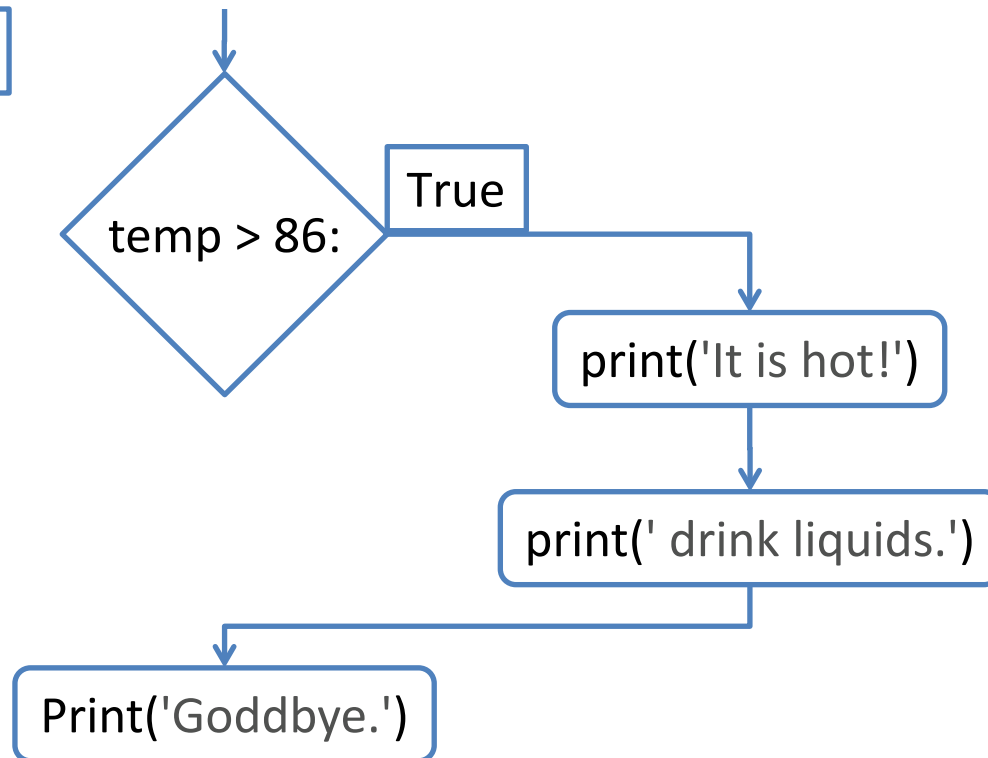 True
temp > 86:
print('It is hot!')
print(' drink liquids.')
Print('Goddbye.')